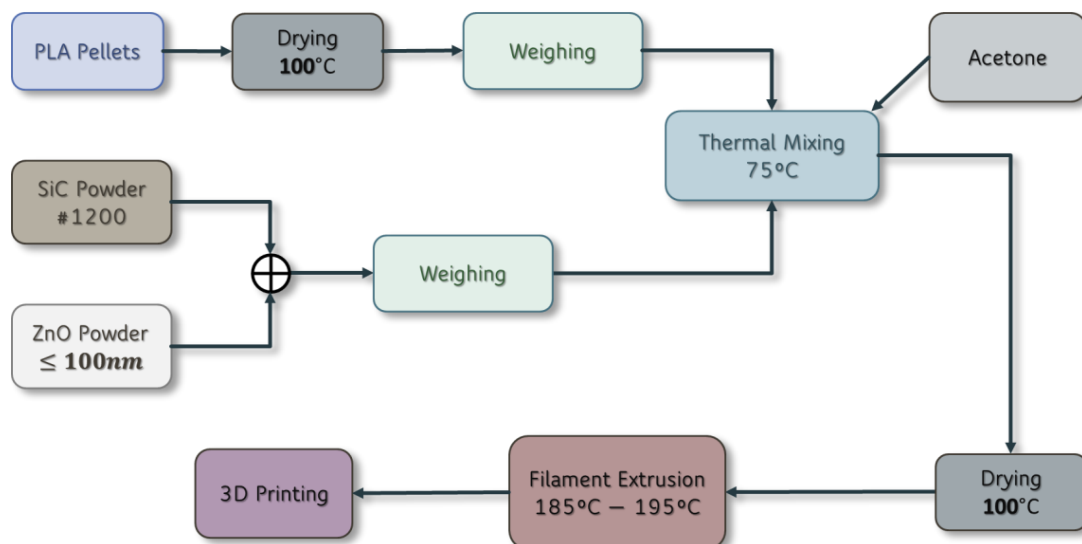 PLA Pellets
Drying
100°C
Weighing
Acetone
Thermal Mixing
75ºC
SiC Powder
#1200
Weighing
ZnO Powder
≤ 100nm
3D Printing
Filament Extrusion
185ºC – 195ºC
Drying
100°C